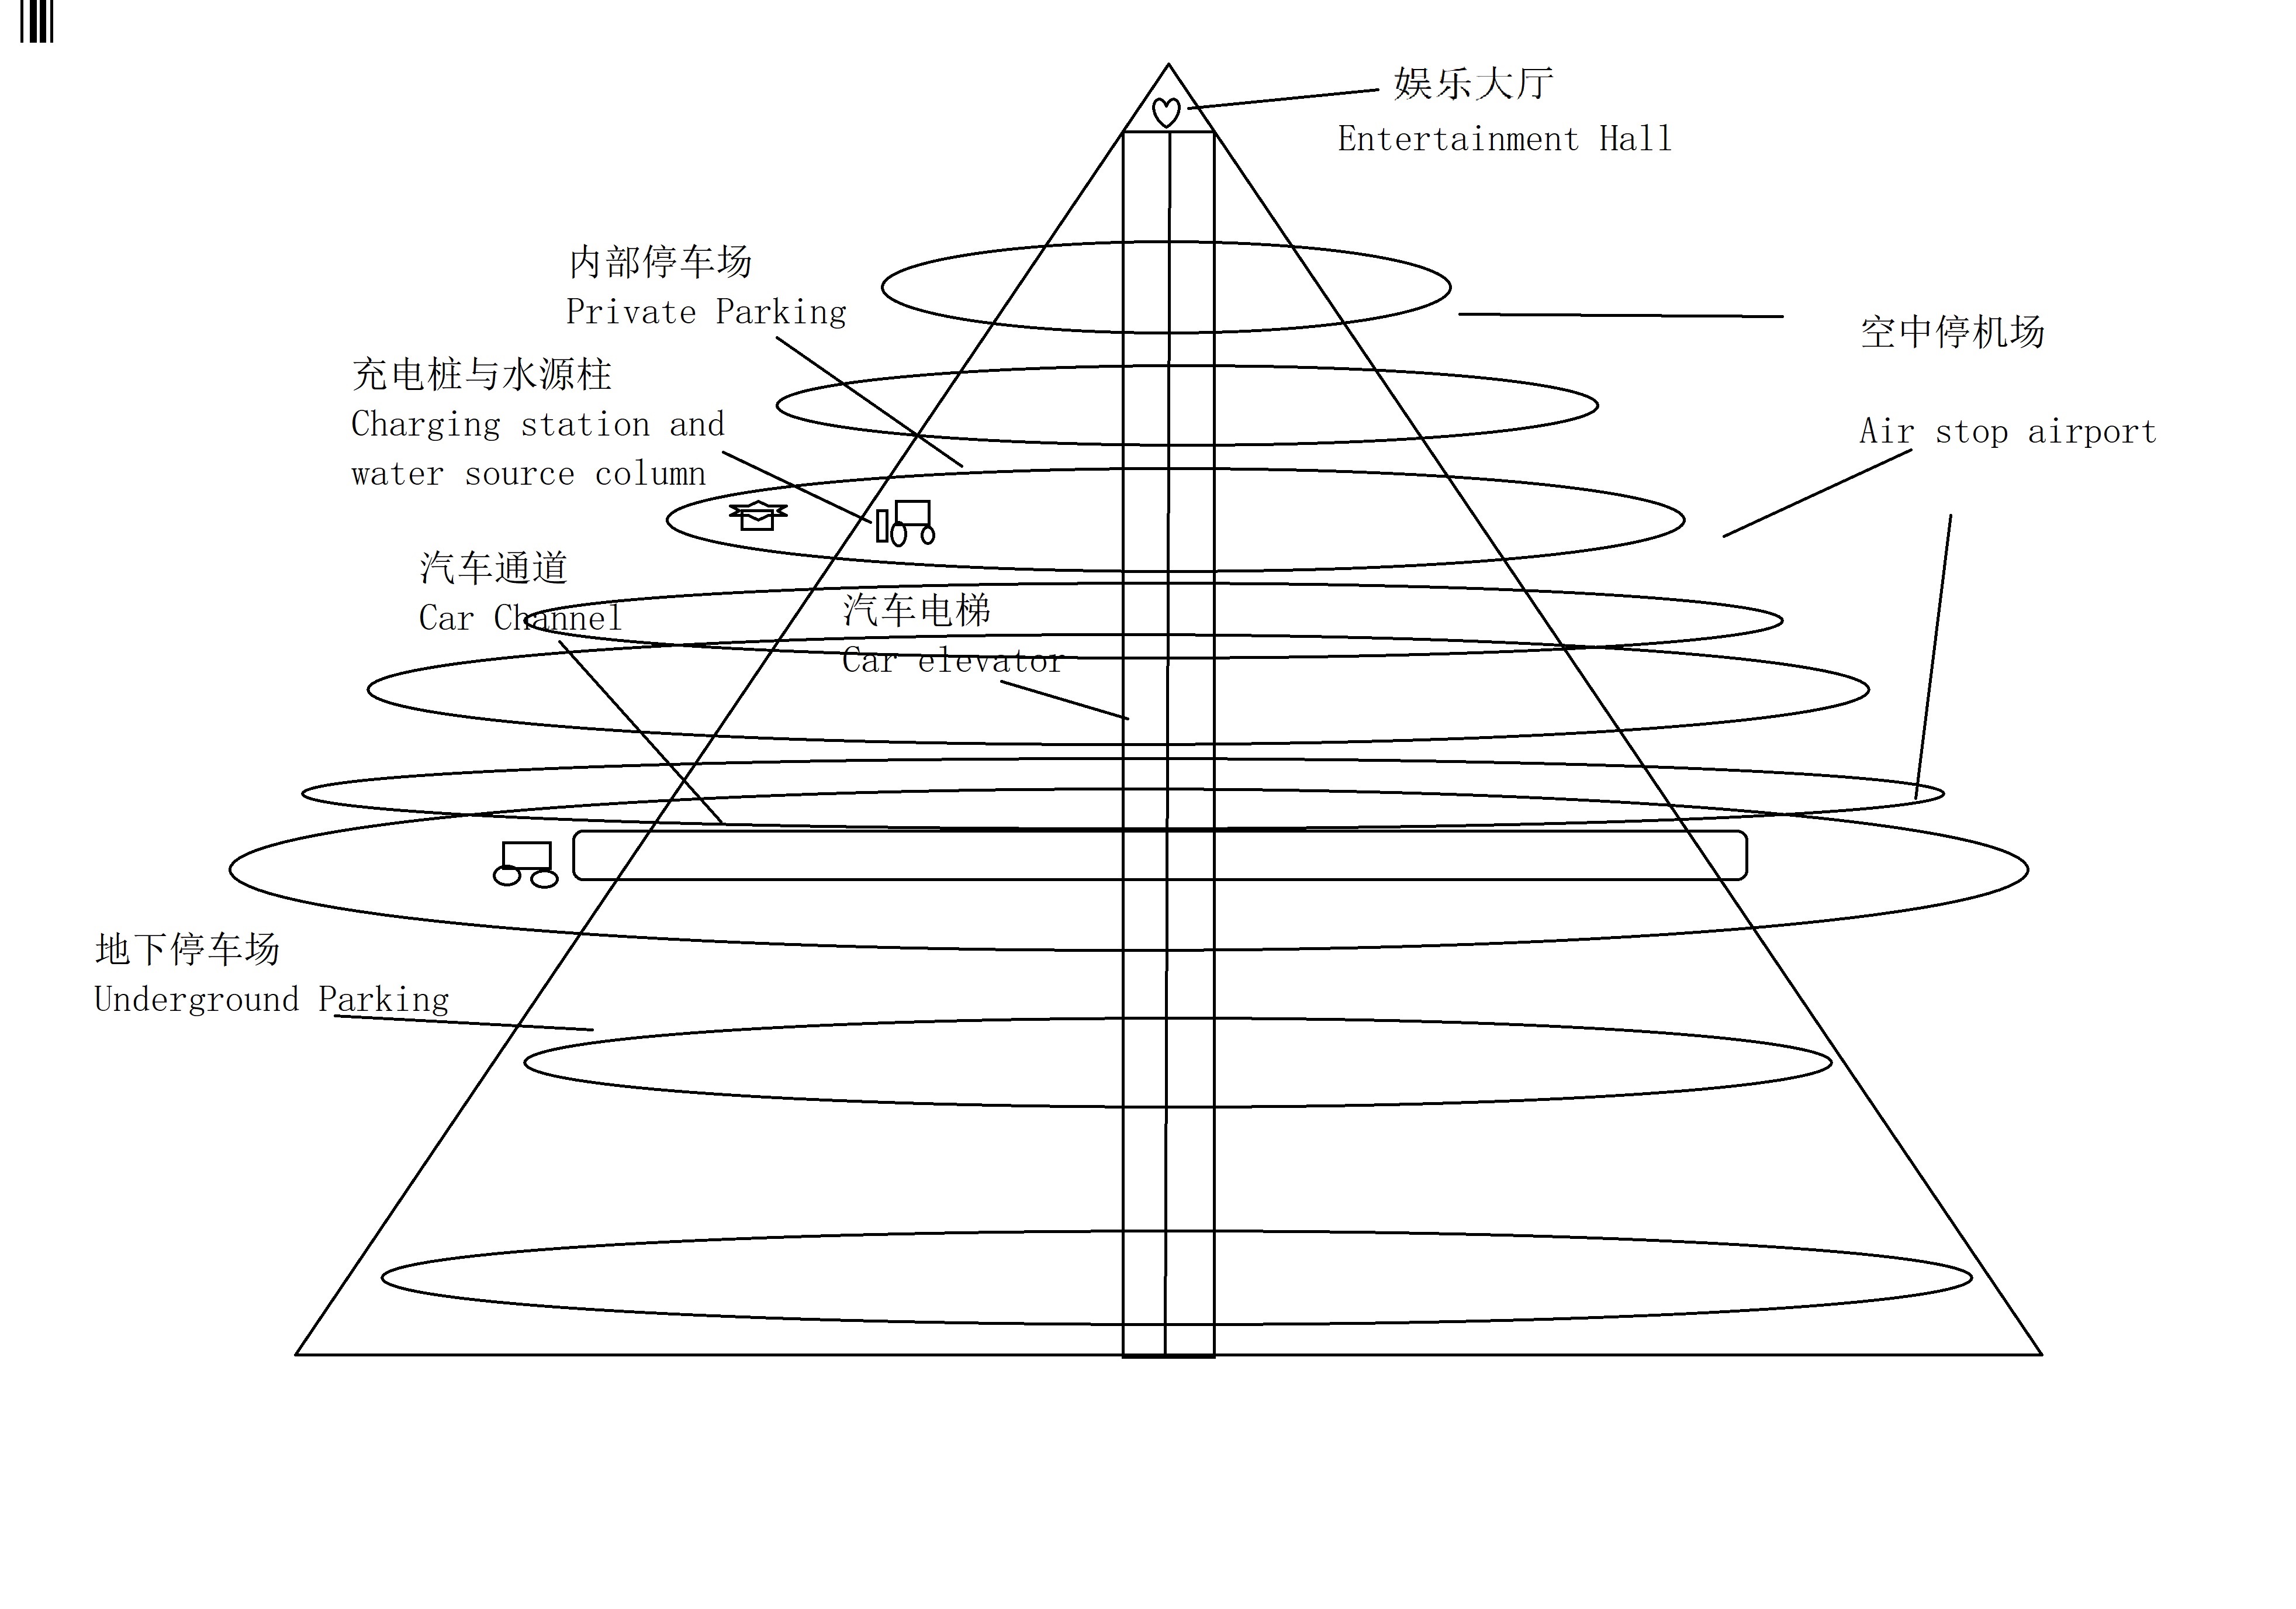 娱乐大厅
Entertainment Hall
内部停车场
Private Parking
空中停机场
Air stop airport
充电桩与水源柱
Charging station and
water source column
汽车通道
Car Channel
汽车电梯
Car elevator
地下停车场
Underground Parking